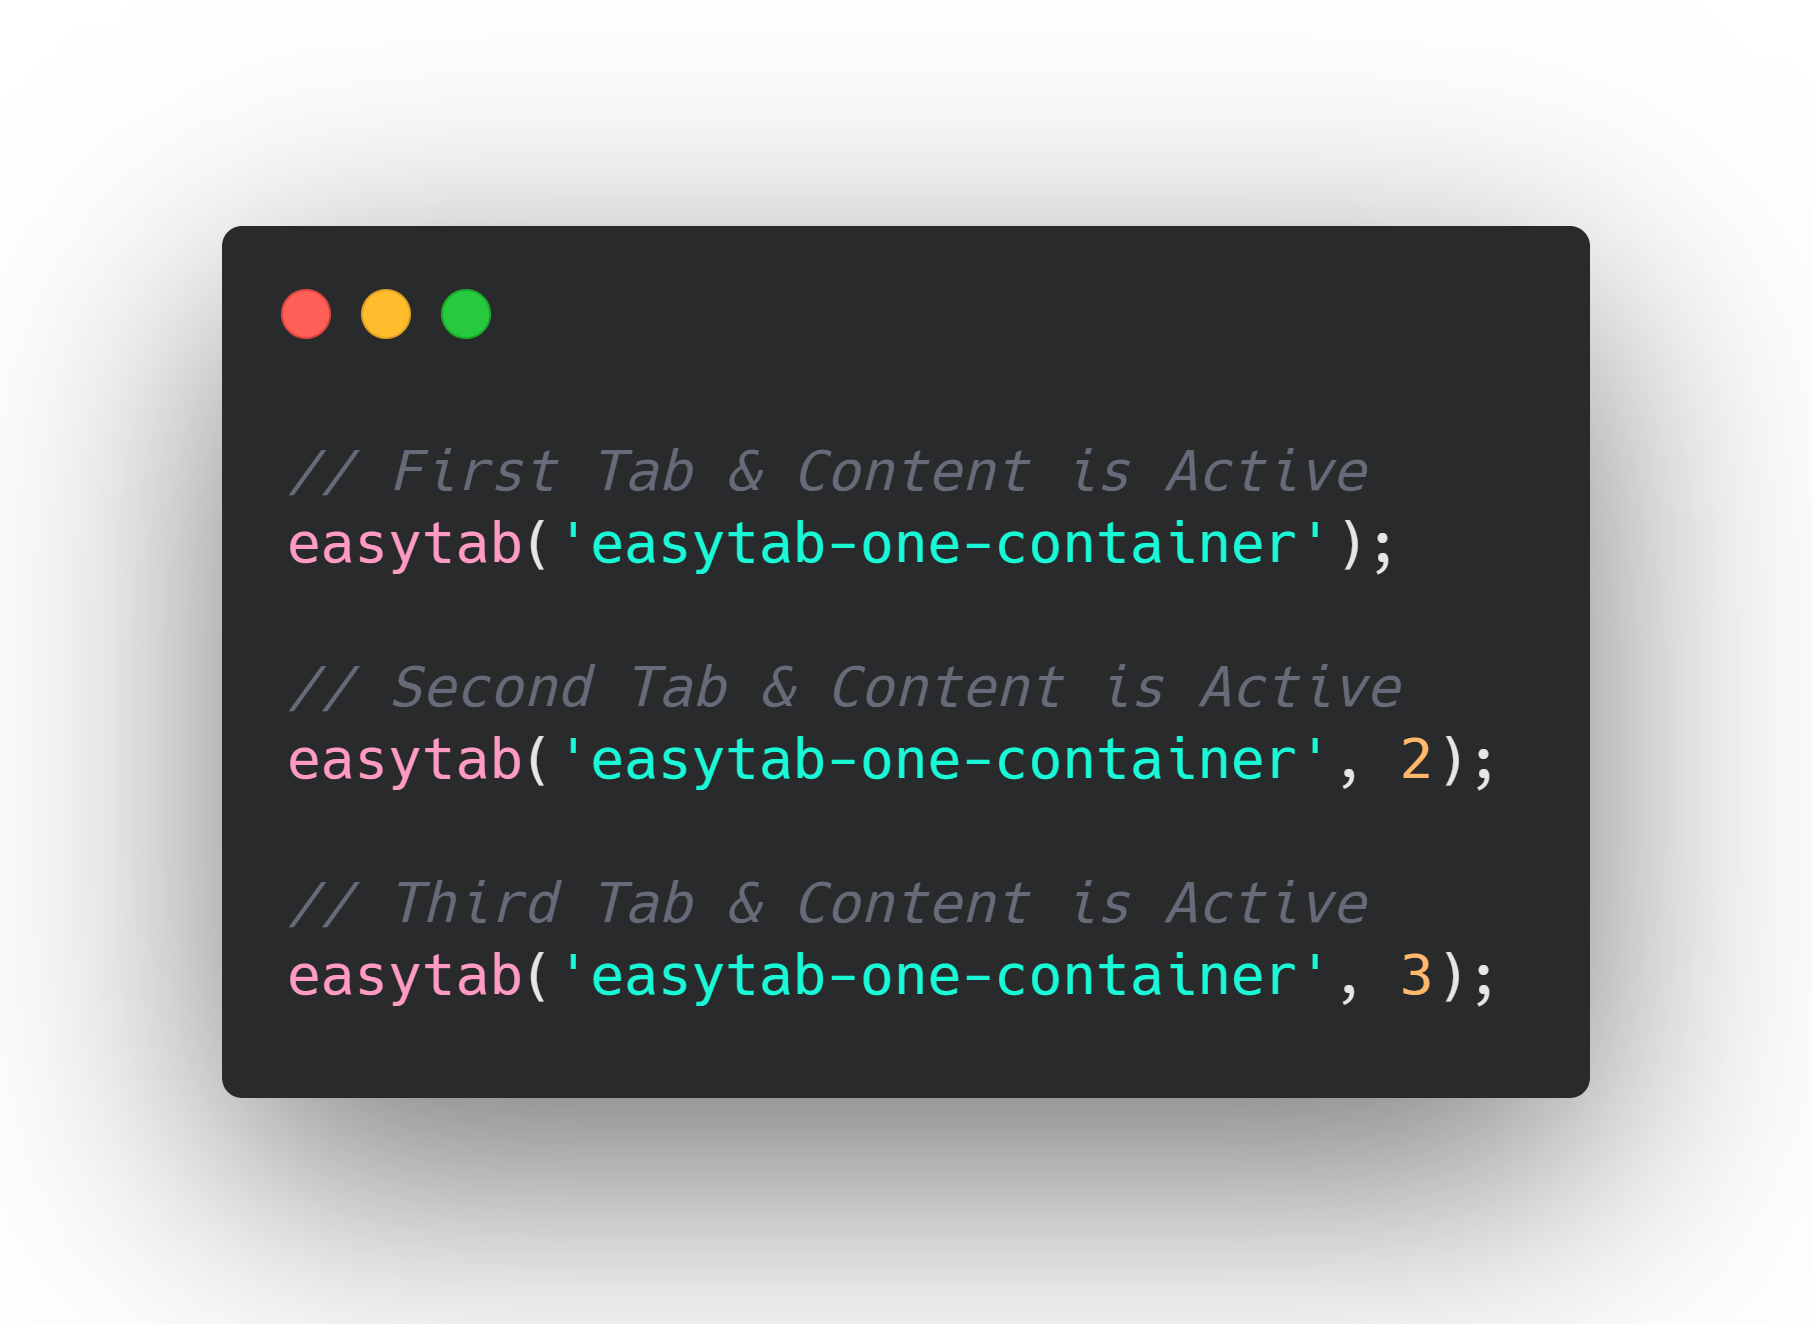 // First Tab & Content is Active
easytab('easytab-one-container');
// Second Tab & Content is Active
easytab('easytab-one-container', 2);
// Third Tab & Content is Active
easytab('easytab-one-container', 3);